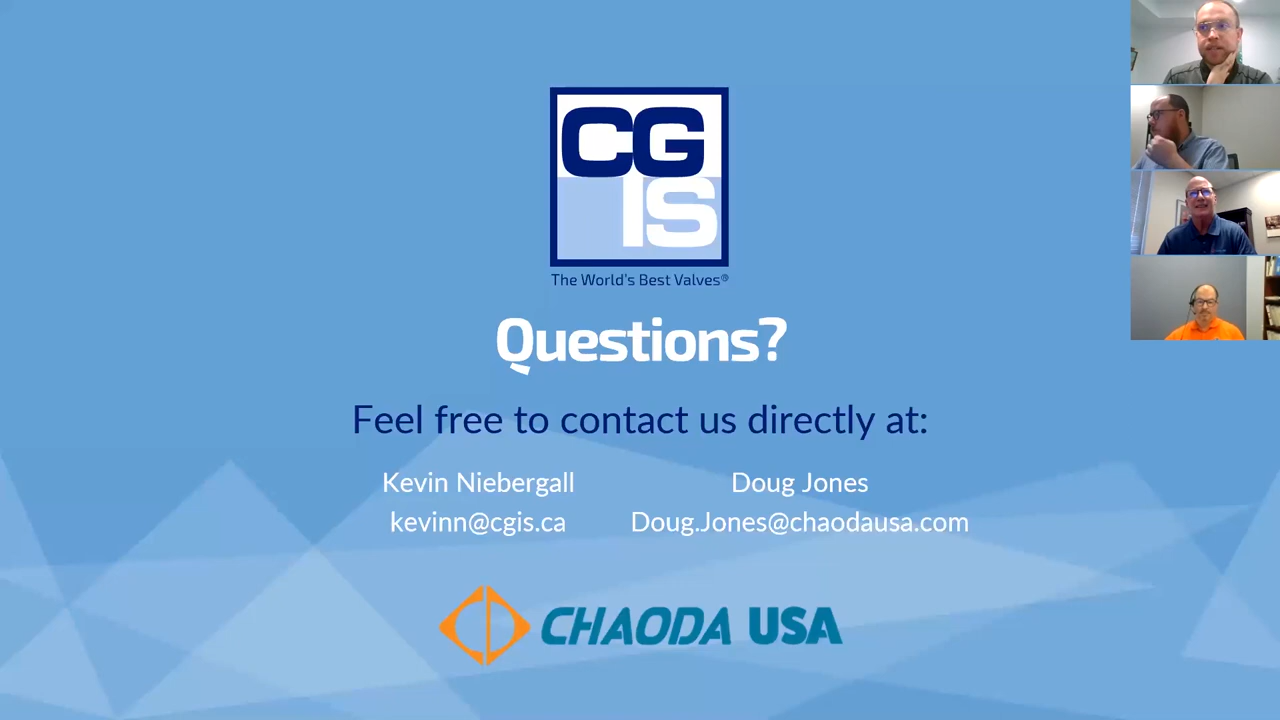 CG
IS
The World's Best Valves®
Questions?
Feel free to contact us directly at:
Kevin Niebergall
kevinn@cgis.ca
Doug Jones
Doug.Jones@chaodausa.com
CHAODA USA